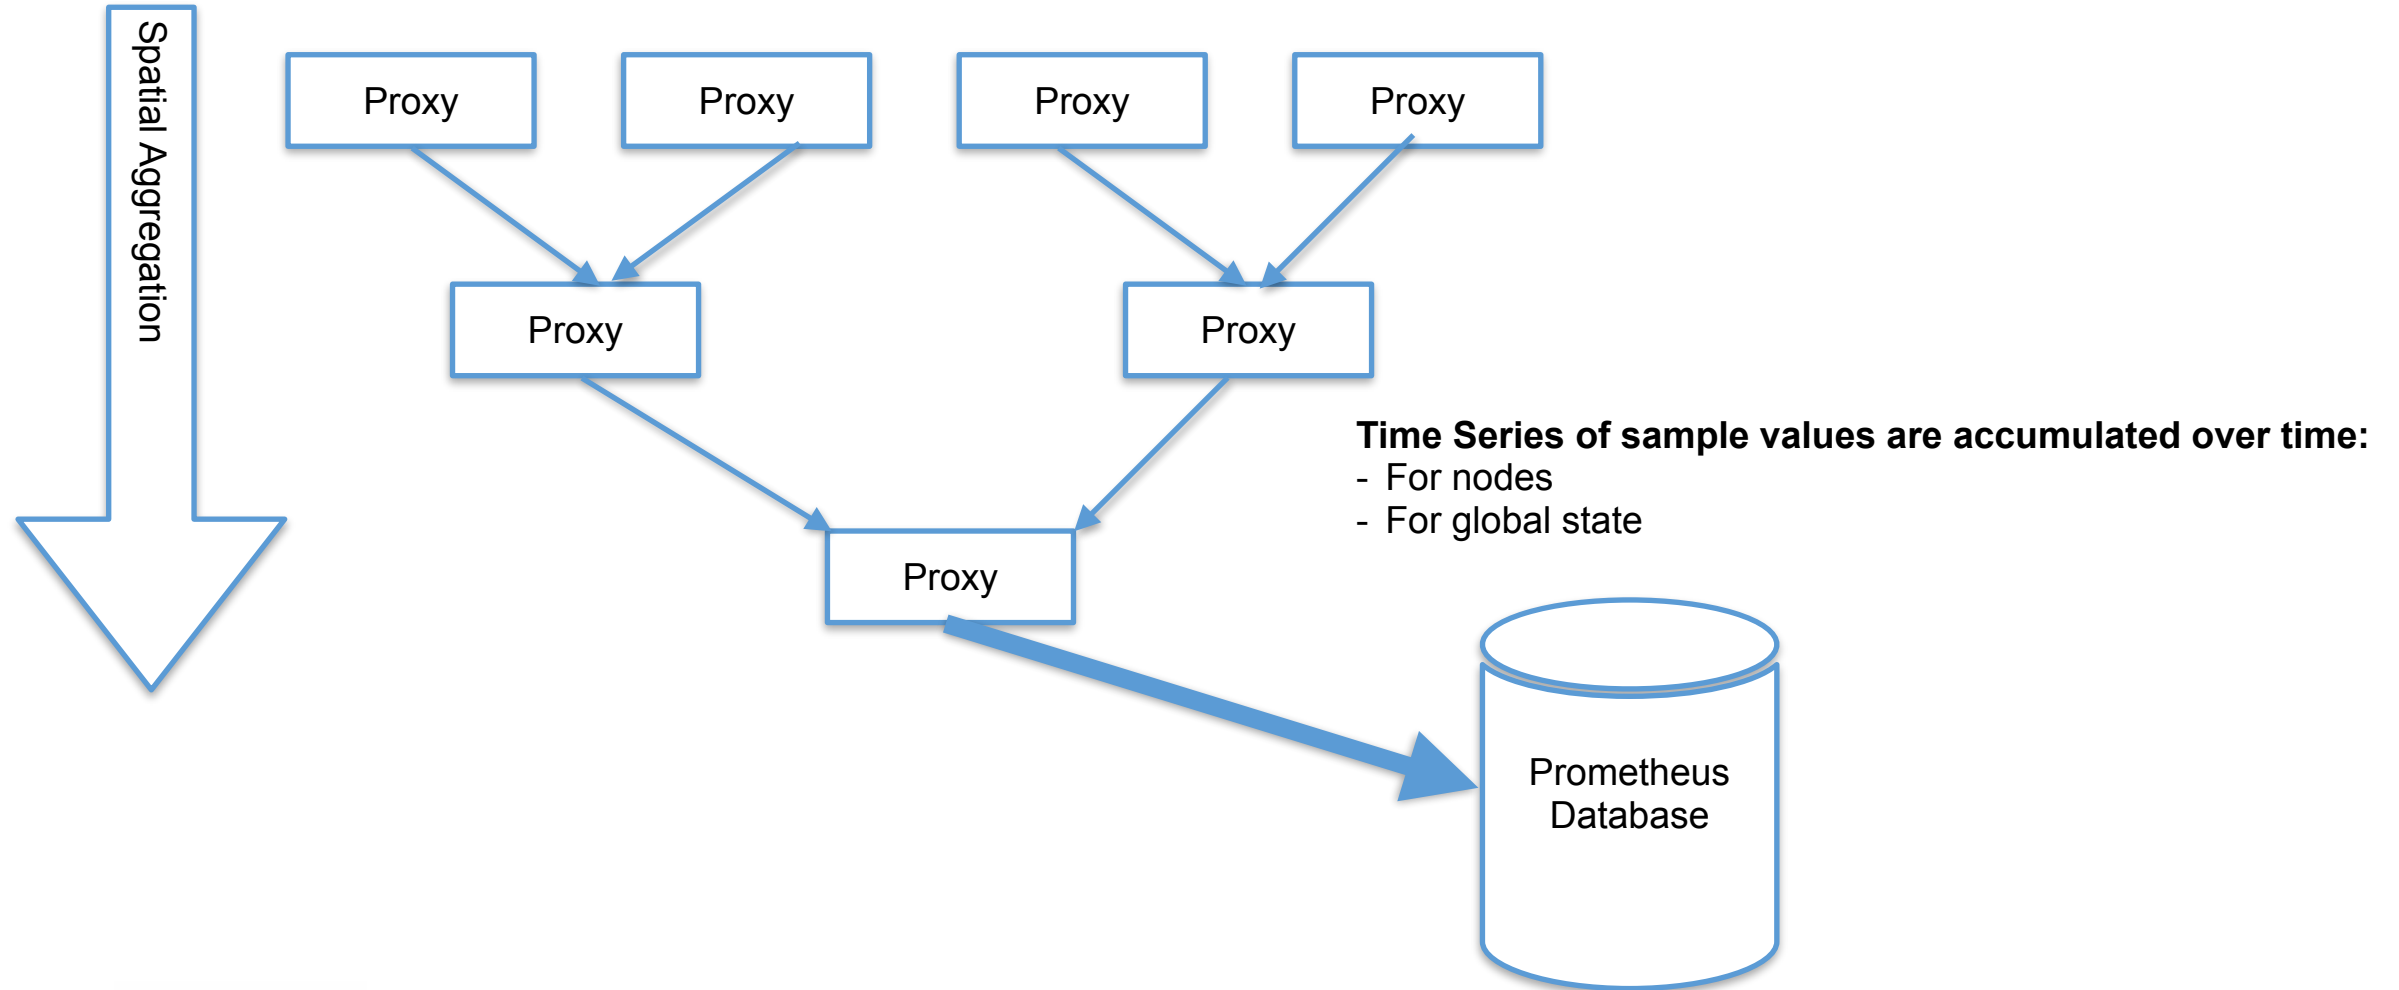 Spatial Aggregation
Proxy
Proxy
Proxy
Proxy
Proxy
Proxy
Time Series of sample values are accumulated over time:
- For nodes
- For global state
Proxy
Prometheus
Database